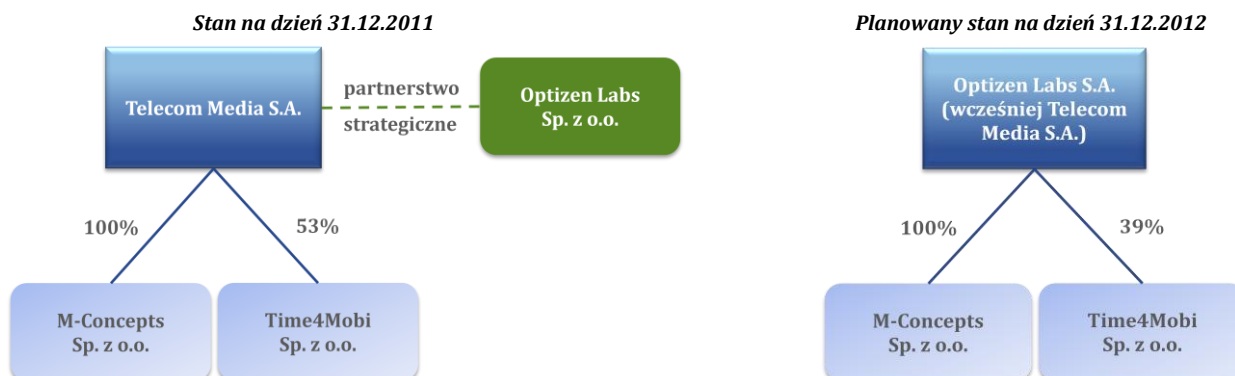 Stan na dzień 31.12.2011
Telecom Media S.A.
partnerstwo
strategiczne
Optizen Labs
Sp. z o.o.
100%
53%
M-Concepts
Sp. z o.o.
Time4Mobi
Sp. z o.o.
Planowany stan na dzień 31.12.2012
Optizen Labs S.A.
(wcześniej Telecom
Media S.A.)
100%
39%
M-Concepts
Sp. z o.o.
Time4Mobi
Sp. z o.o.